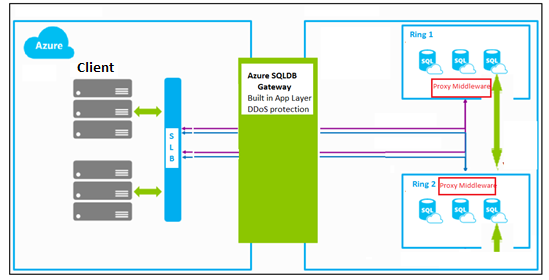 Azure
Client
S
L
B
Azure SQLDB
Gateway
Built in App Layer
DDoS protection
Ring 1
SQL
SQL
SQL
Proxy Middleware
Ring 2
Proxy Middleware
SQL
SQL
SQL